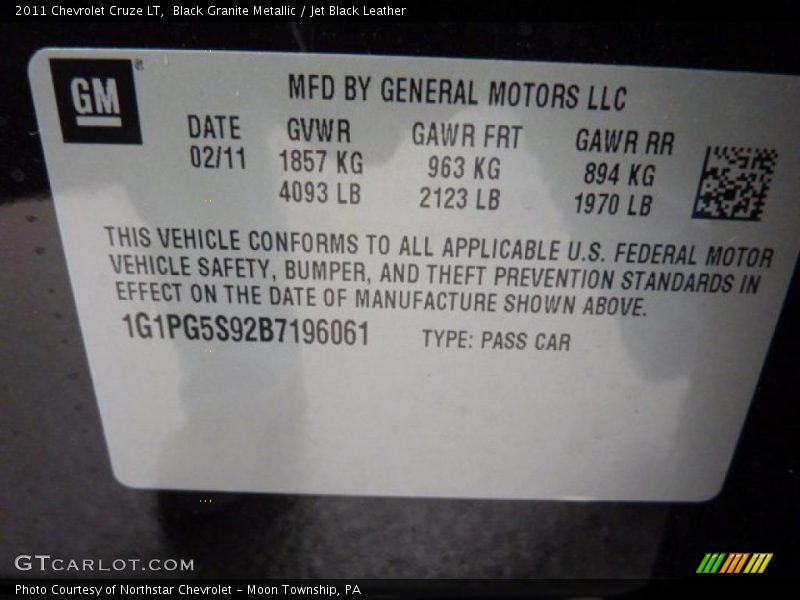 2011 Chevrolet Cruze LT, Black Granite Metallic / Jet Black Leather
GM ®
MFD BY GENERAL MOTORS LLC
DATE GVWR GAWR FRT GAWR RR
02/11 1857 KG 963 KG 894 KG
4093 LB 2123 LB 1970 LB
THIS VEHICLE CONFORMS TO ALL APPLICABLE U.S. FEDERAL MOTOR
VEHICLE SAFETY, BUMPER, AND THEFT PREVENTION STANDARDS IN
EFFECT ON THE DATE OF MANUFACTURE SHOWN ABOVE.
1G1PG5S92B7196061 TYPE: PASS CAR
GTCARLOT.COM
Photo Courtesy of Northstar Chevrolet - Moon Township, PA